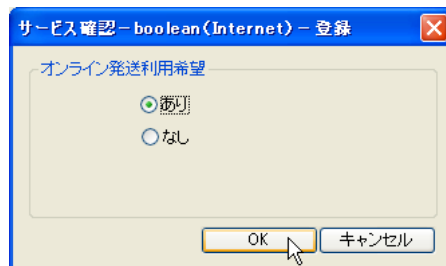 サービス確認－boolean(Internet)－登録
オンライン発送利用希望
あり
なし
OK
キャンセル